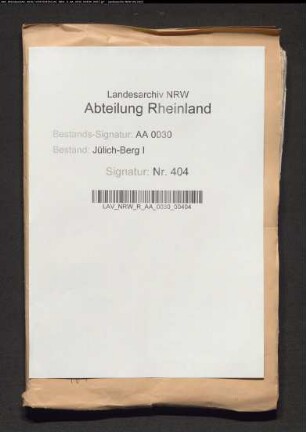 Landesarchiv NRW
Abteilung Rheinland
Bestands-Signatur: AA 0030
Bestand: Jülich-Berg I
Signatur: Nr. 404
LAV_NRW_R_AA_0030_00404